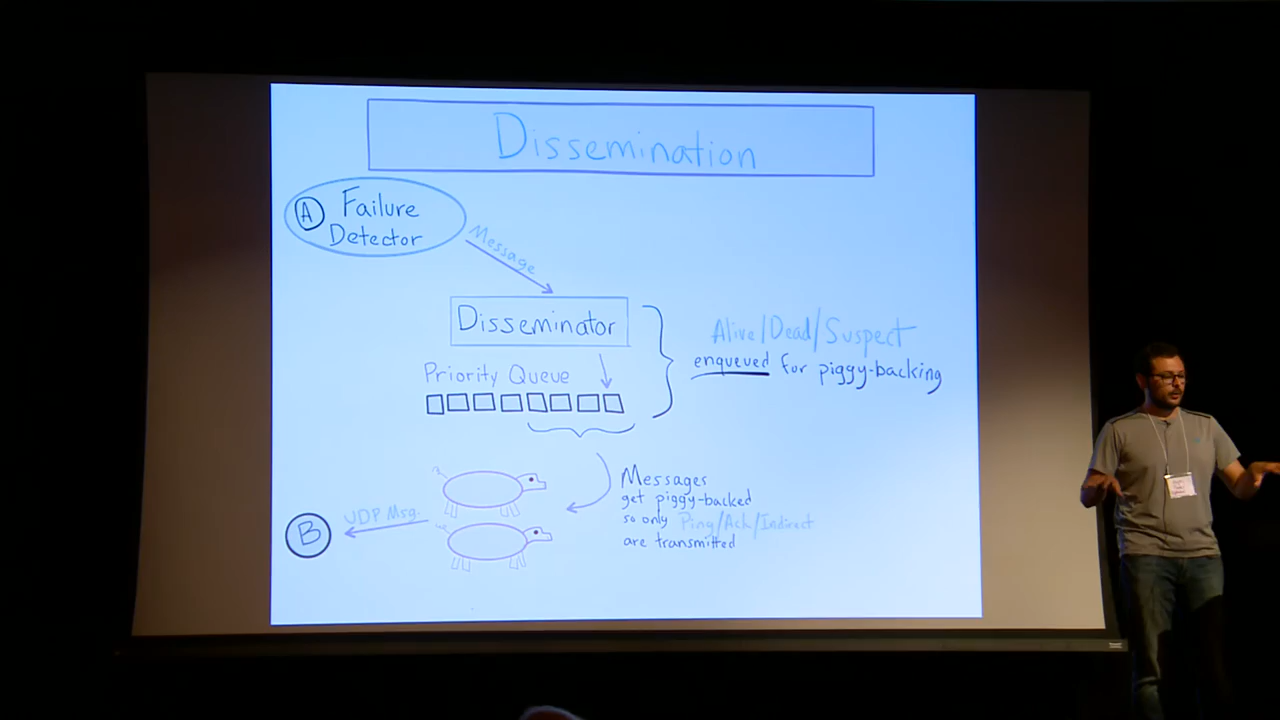 Dissemination
A Failure
Detector
Message
Disseminator
Priority Queue
Alive/Dead/Suspect
enqueued for piggy-backing
Messages
get piggy-backed
so only Ping/Ack/Indirect
are transmitted
UDP Msg.
B